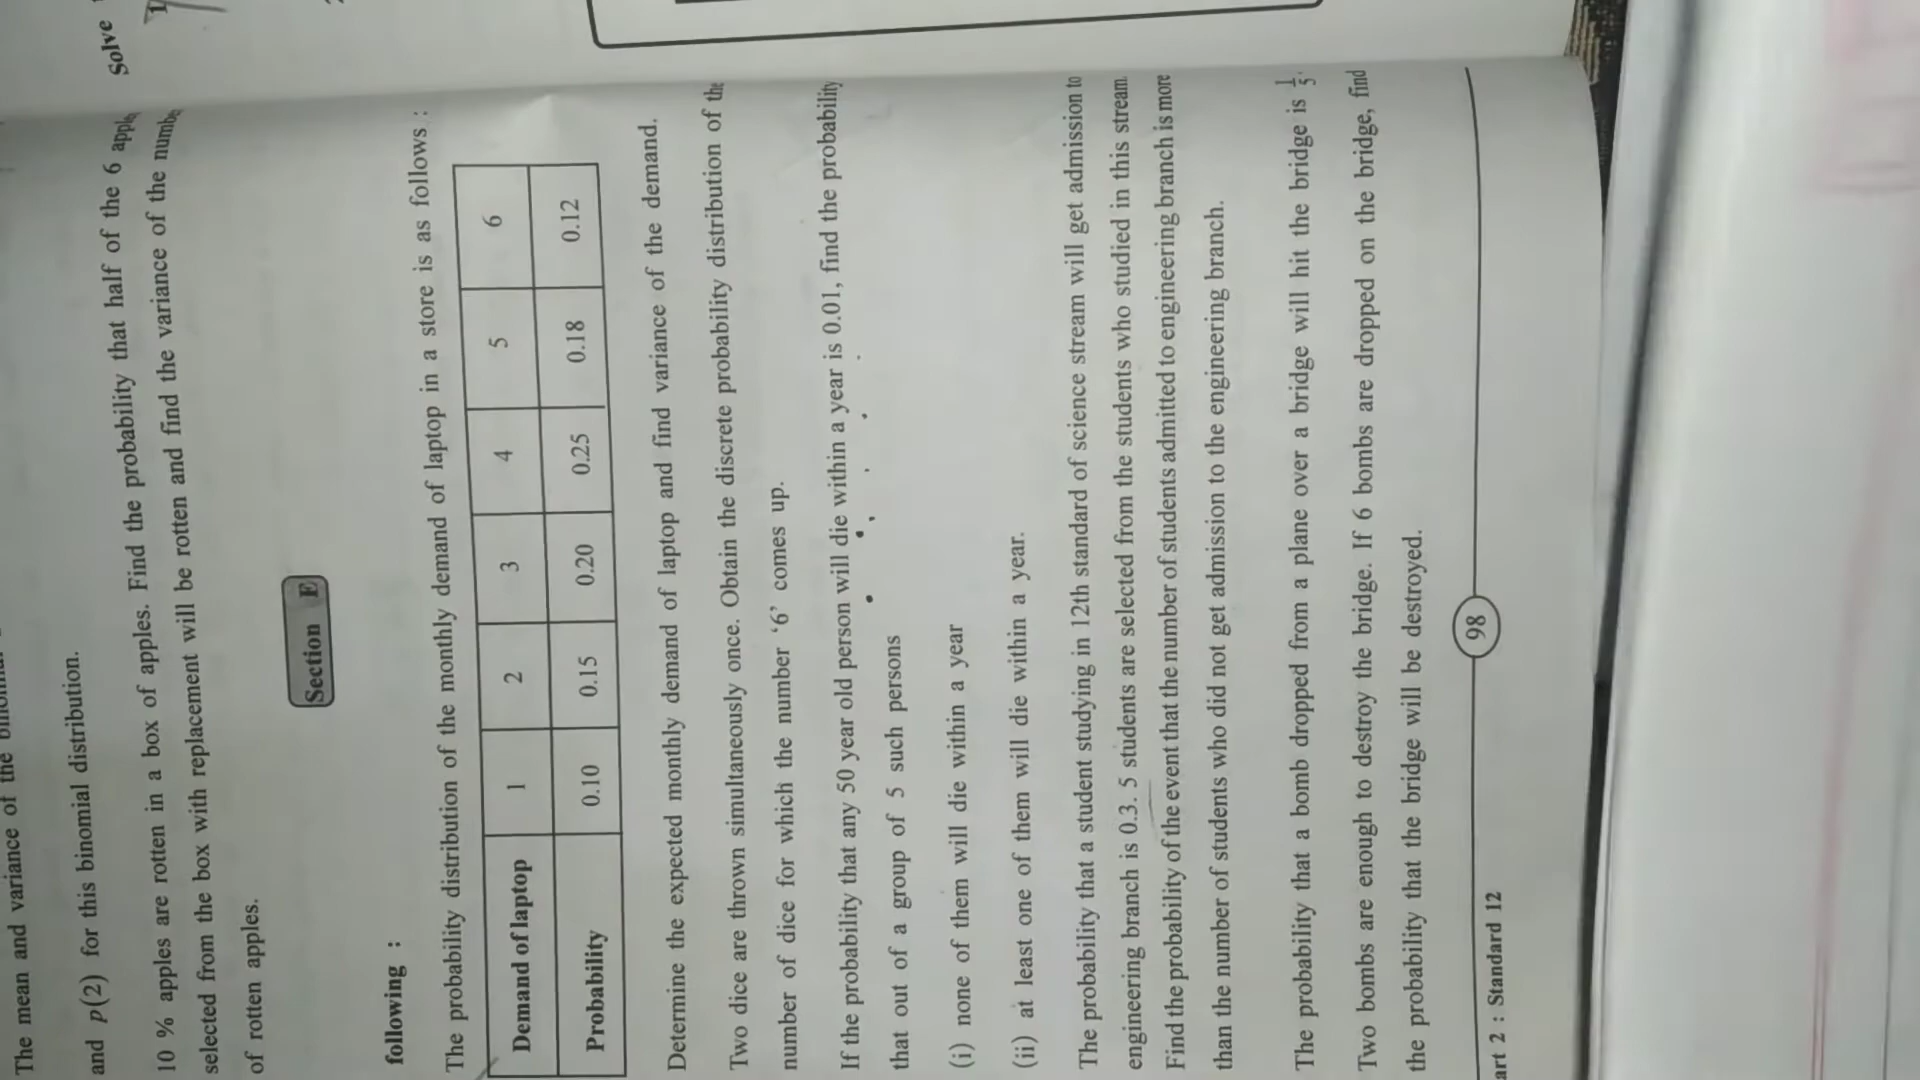 The mean and variance of the
and p(2) for this binomial distribution.
10 % apples are rotten in a box of apples. Find the probability that half of the 6
selected from the box with replacement will be rotten and find the variance of the
of rotten apples.
Solve
Section E
following :
The probability distribution of the monthly demand of laptop in a store is as follows :
Demand of laptop 1 2 3 4 5 6
Probability 0.10 0.15 0.20 0.25 0.18 0.12
Determine the expected monthly demand of laptop and find variance of the demand.
Two dice are thrown simultaneously once. Obtain the discrete probability distribution of the
number of dice for which the number ‘6’ comes up.
If the probability that any 50 year old person will die within a year is 0.01, find the probability
that out of a group of 5 such persons
(i) none of them will die within a year
(ii) at least one of them will die within a year.
The probability that a student studying in 12th standard of science stream will get admission to
engineering branch is 0.3. 5 students are selected from the students who studied in this stream.
Find the probability of the event that the number of students admitted to engineering branch is more
than the number of students who did not get admission to the engineering branch.
The probability that a bomb dropped from a plane over a bridge will hit the bridge is 1/5.
Two bombs are enough to destroy the bridge. If 6 bombs are dropped on the bridge, find
the probability that the bridge will be destroyed.
98
art 2 : Standard 12